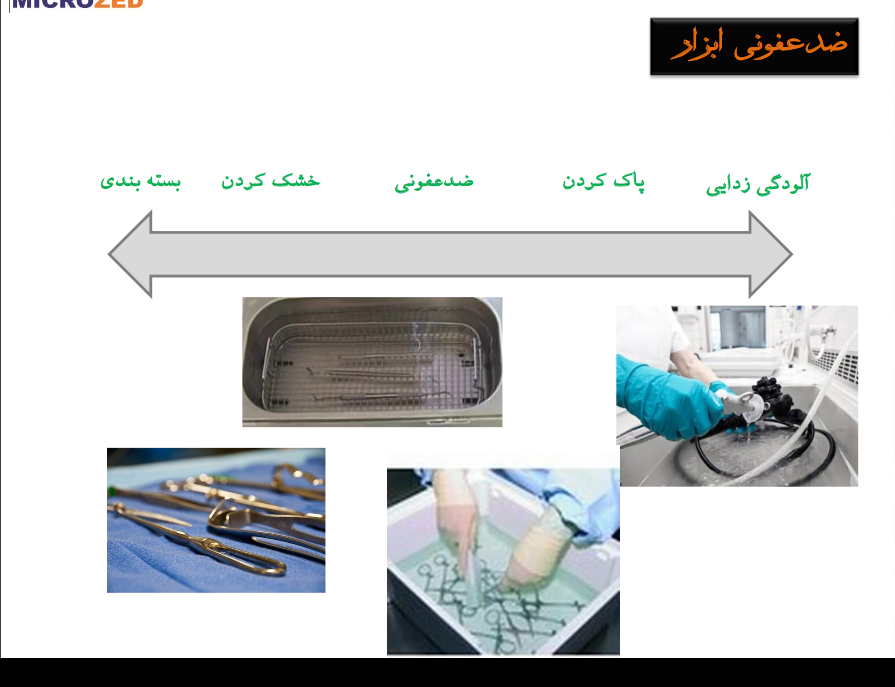 MICROZED
ضدعفونی ابزار
آلودگی زدایی
پاک کردن
ضدعفونی
خشک کردن
بسته بندی